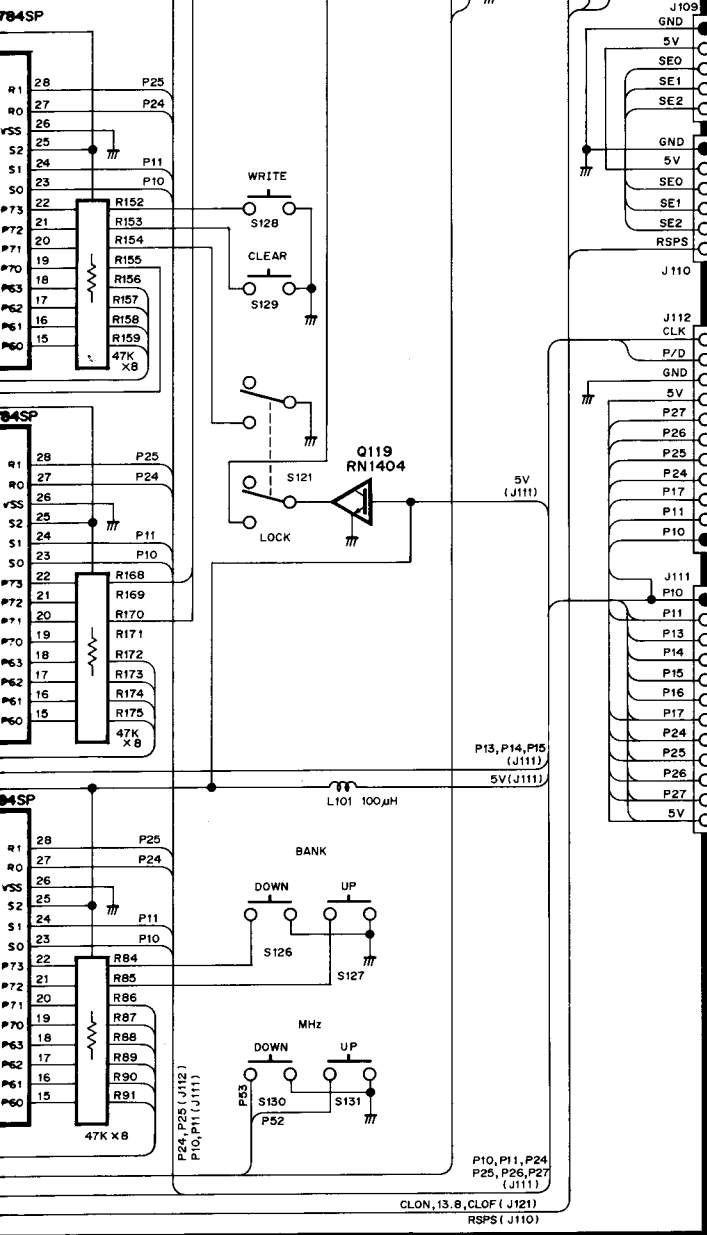 784SP
R1 28 P25
R0 27 P24
VSS 26
S2 25
S1 24 P11
S0 23 P10
P73 22 R152
P72 21 R153
P71 20 R154
P70 19 R155
P63 18 R156
P62 17 R157
P61 16 R158
P60 15 R159
47K
×8
WRITE
S128
CLEAR
S129
J109
GND
5V
SE0
SE1
SE2
GND
5V
SE0
SE1
SE2
RSPS
J110
J112
CLK
P/D
GND
5V
P27
P26
P25
P24
P17
P11
P10
84SP
R1 28 P25
R0 27 P24
VSS 26
S2 25
S1 24 P11
S0 23 P10
P73 22 R168
P72 21 R169
P71 20 R170
P70 19 R171
P63 18 R172
P62 17 R173
P61 16 R174
P60 15 R175
47K
×8
Q119
RN1404
S121
LOCK
5V
(J111)
J111
P10
P11
P13
P14
P15
P16
P17
P24
P25
P26
P27
5V
P13,P14,P15
(J111)
5V(J111)
L101 100μH
84SP
R1 28 P25
R0 27 P24
VSS 26
S2 25
S1 24 P11
S0 23 P10
P73 22 R84
P72 21 R85
P71 20 R86
P70 19 R87
P63 18 R88
P62 17 R89
P61 16 R90
P60 15 R91
47K×8
BANK
DOWN UP
S126
S127
MHz
DOWN UP
S130 S131
P53
P52
P24,P25(J112)
P10,P11(J111)
P10,P11,P24
P25,P26,P27
(J111)
CLON,13.8,CLOF(J121)
RSPS(J110)